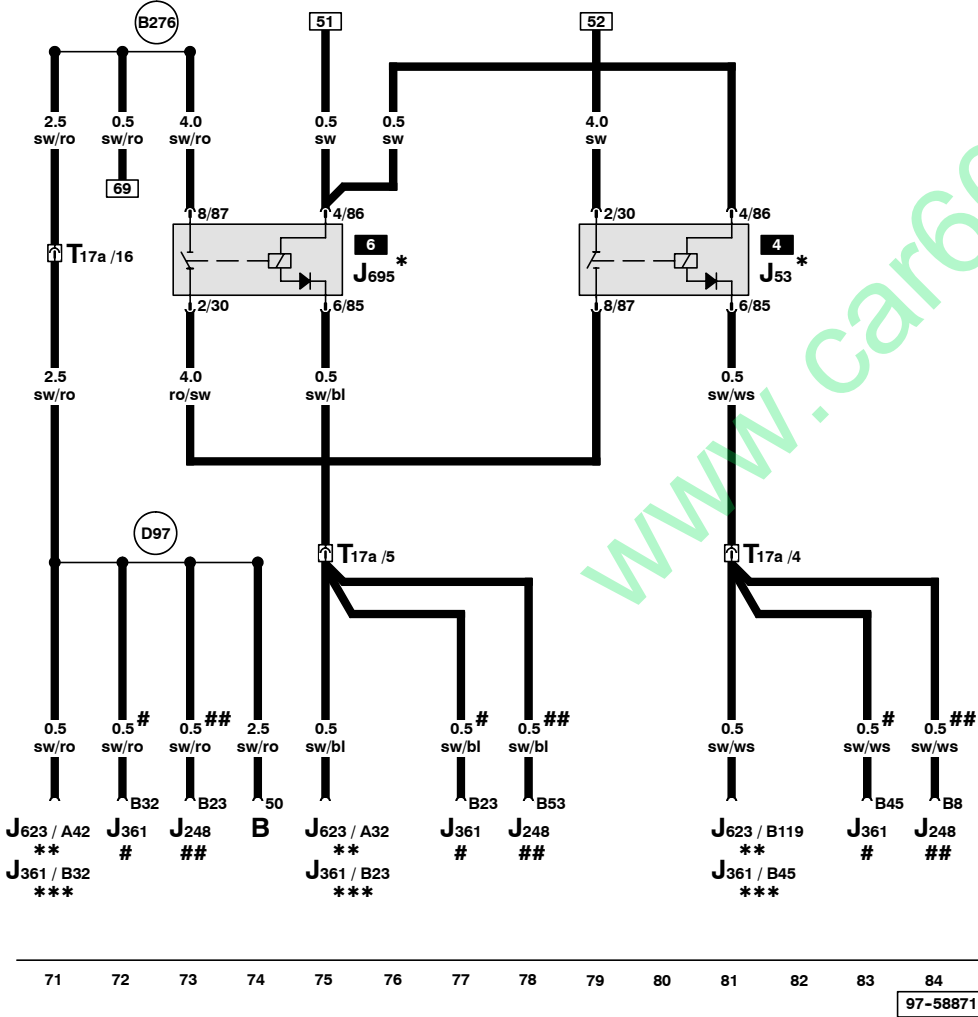 B276
51
52
2.5 0.5 4.0 0.5 0.5 4.0
sw/ro sw/ro sw/ro sw sw sw
69
8/87 4/86 2/30 4/86
T17a /16
6 4
J695 * J53 *
2/30 6/85 8/87 6/85
2.5 4.0 0.5 0.5
sw/ro ro/sw sw/bl sw/ws
D97
T17a /5 T17a /4
# ## # ## # ##
0.5 0.5 0.5 2.5 0.5 0.5 0.5 0.5 0.5 0.5
sw/ro sw/ro sw/ro sw/ro sw/bl sw/bl sw/bl sw/ws sw/ws sw/ws
B32 B23 50 B23 B53 B45 B8
J623 / A42 J361 J248 B J623 / A32 J361 J248 J623 / B119 J361 J248
** # ## ** # ## ** # ##
J361 / B32 J361 / B23 J361 / B45
*** *** ***
71 72 73 74 75 76 77 78 79 80 81 82 83 84
97-58871